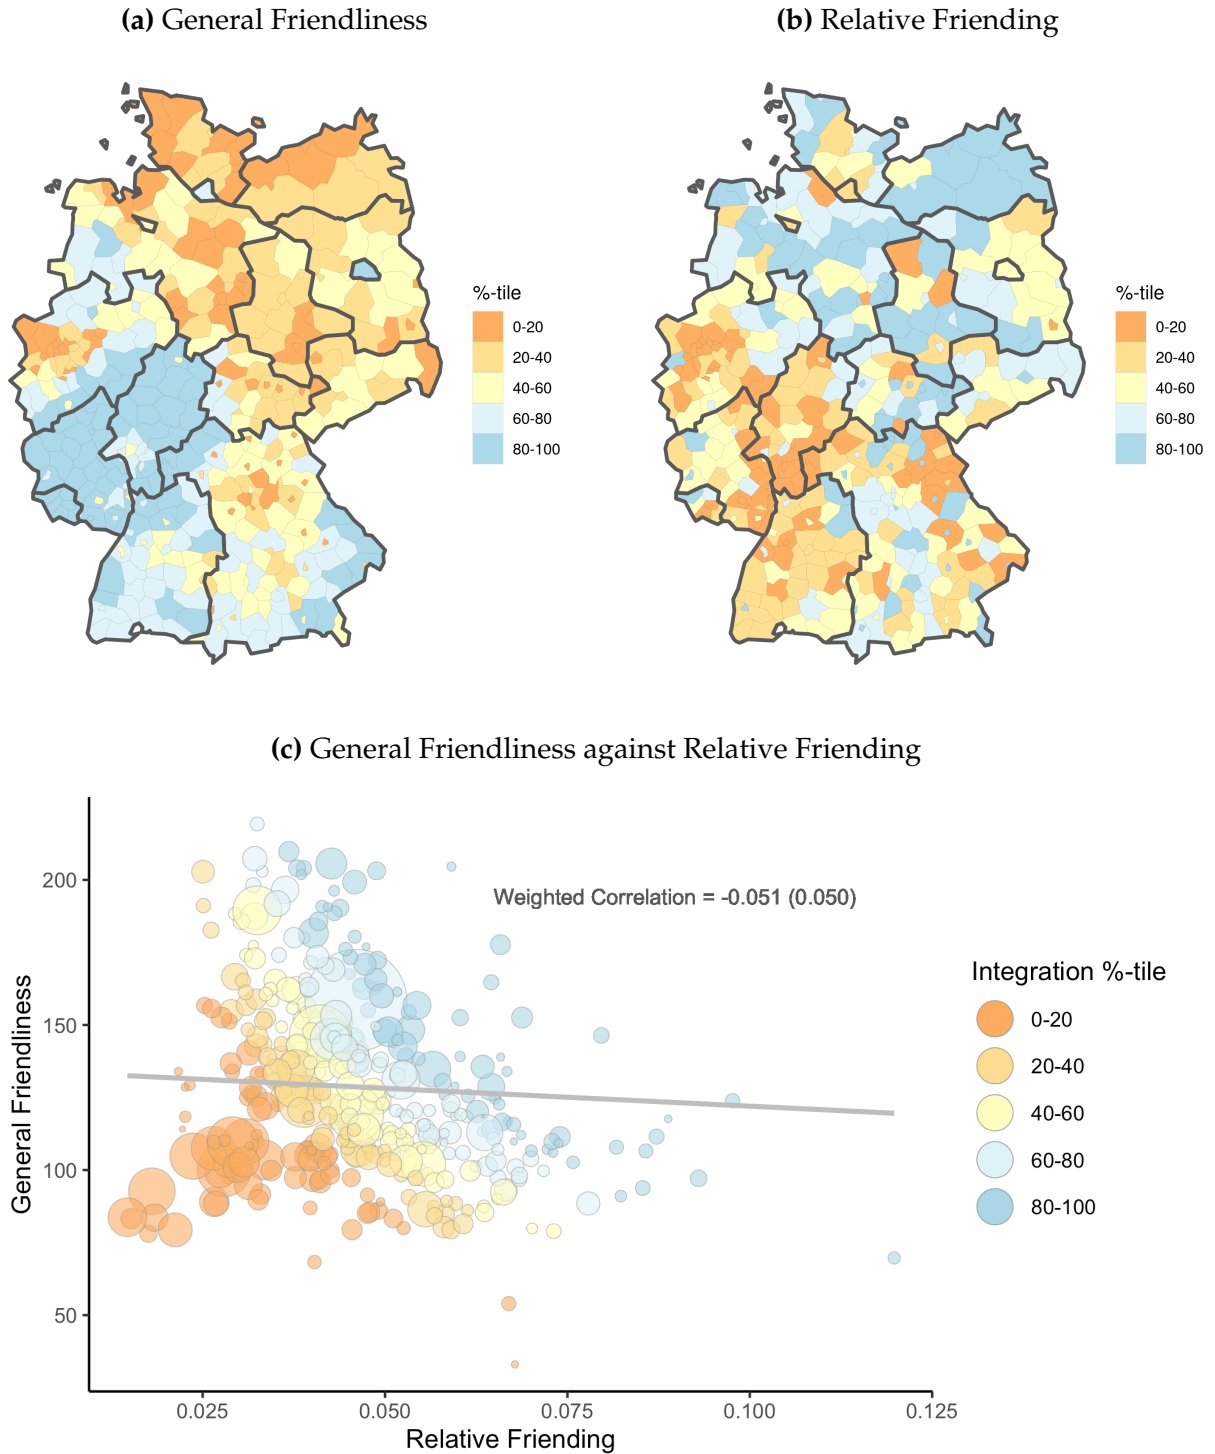 (a) General Friendliness
(b) Relative Friending
%-tile
0-20
20-40
40-60
60-80
80-100
%-tile
0-20
20-40
40-60
60-80
80-100
(c) General Friendliness against Relative Friending
General Friendliness
200
150
100
50
Weighted Correlation = -0.051 (0.050)
Integration %-tile
0-20
20-40
40-60
60-80
80-100
0.025
0.050
0.075
0.100
0.125
Relative Friending